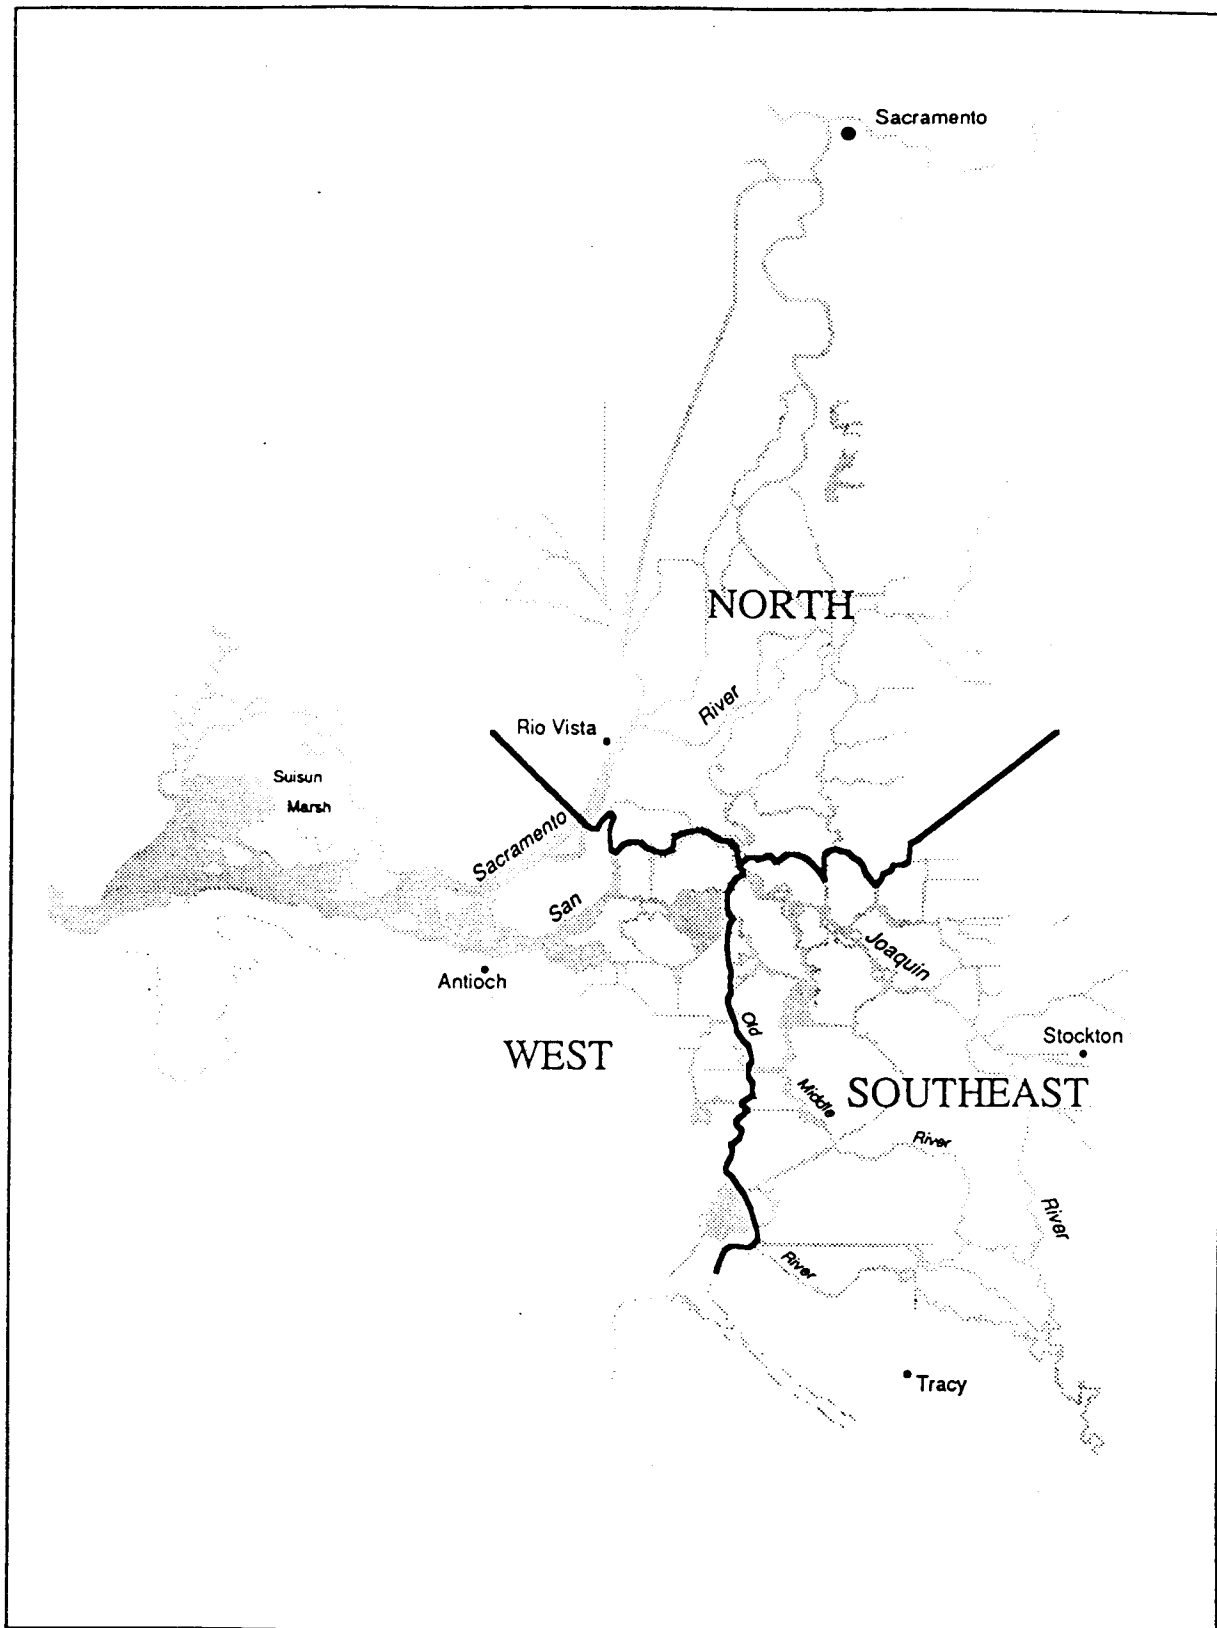 Sacramento
NORTH
River
Rio Vista
Suisun
Marsh
Sacramento
San
Joaquin
Antioch
Old
Stockton
WEST
Middle
SOUTHEAST
River
River
River
Tracy